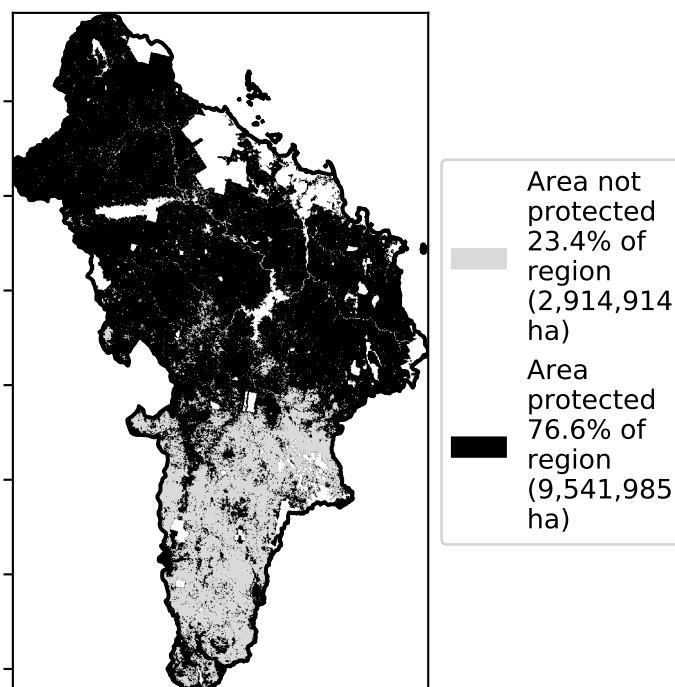 Area not
protected
23.4% of
region
(2,914,914
ha)
Area
protected
76.6% of
region
(9,541,985
ha)